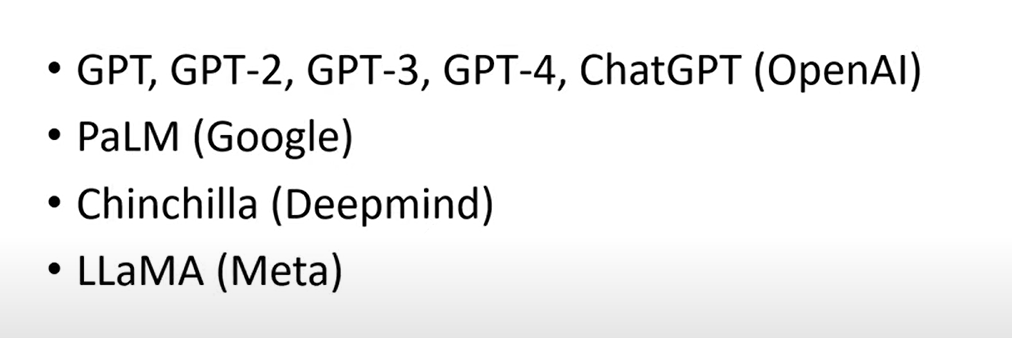 • GPT, GPT-2, GPT-3, GPT-4, ChatGPT (OpenAI)
• PaLM (Google)
• Chinchilla (Deepmind)
• LLaMA (Meta)